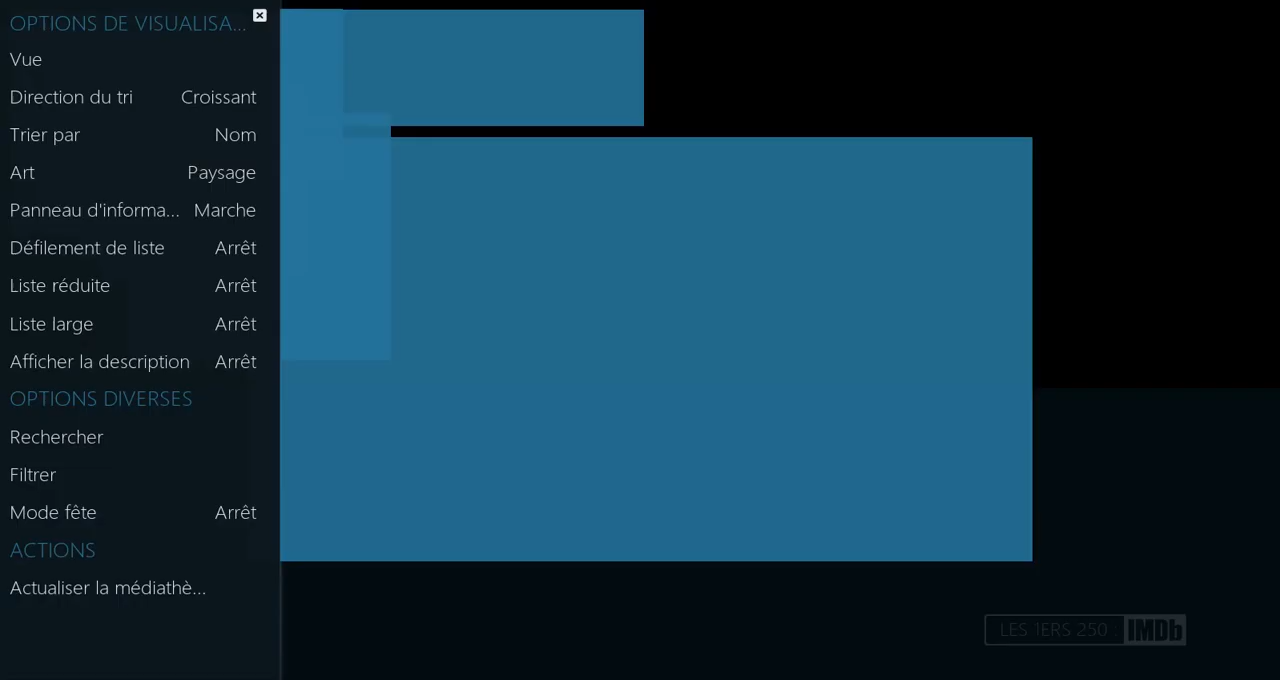 OPTIONS DE VISUALISA...
Vue
Direction du tri Croissant
Trier par Nom
Art Paysage
Panneau d'informa... Marche
Défilement de liste Arrêt
Liste réduite Arrêt
Liste large Arrêt
Afficher la description Arrêt
OPTIONS DIVERSES
Rechercher
Filtrer
Mode fête Arrêt
ACTIONS
Actualiser la médiathè...
LES 1ERS 250 : IMDb